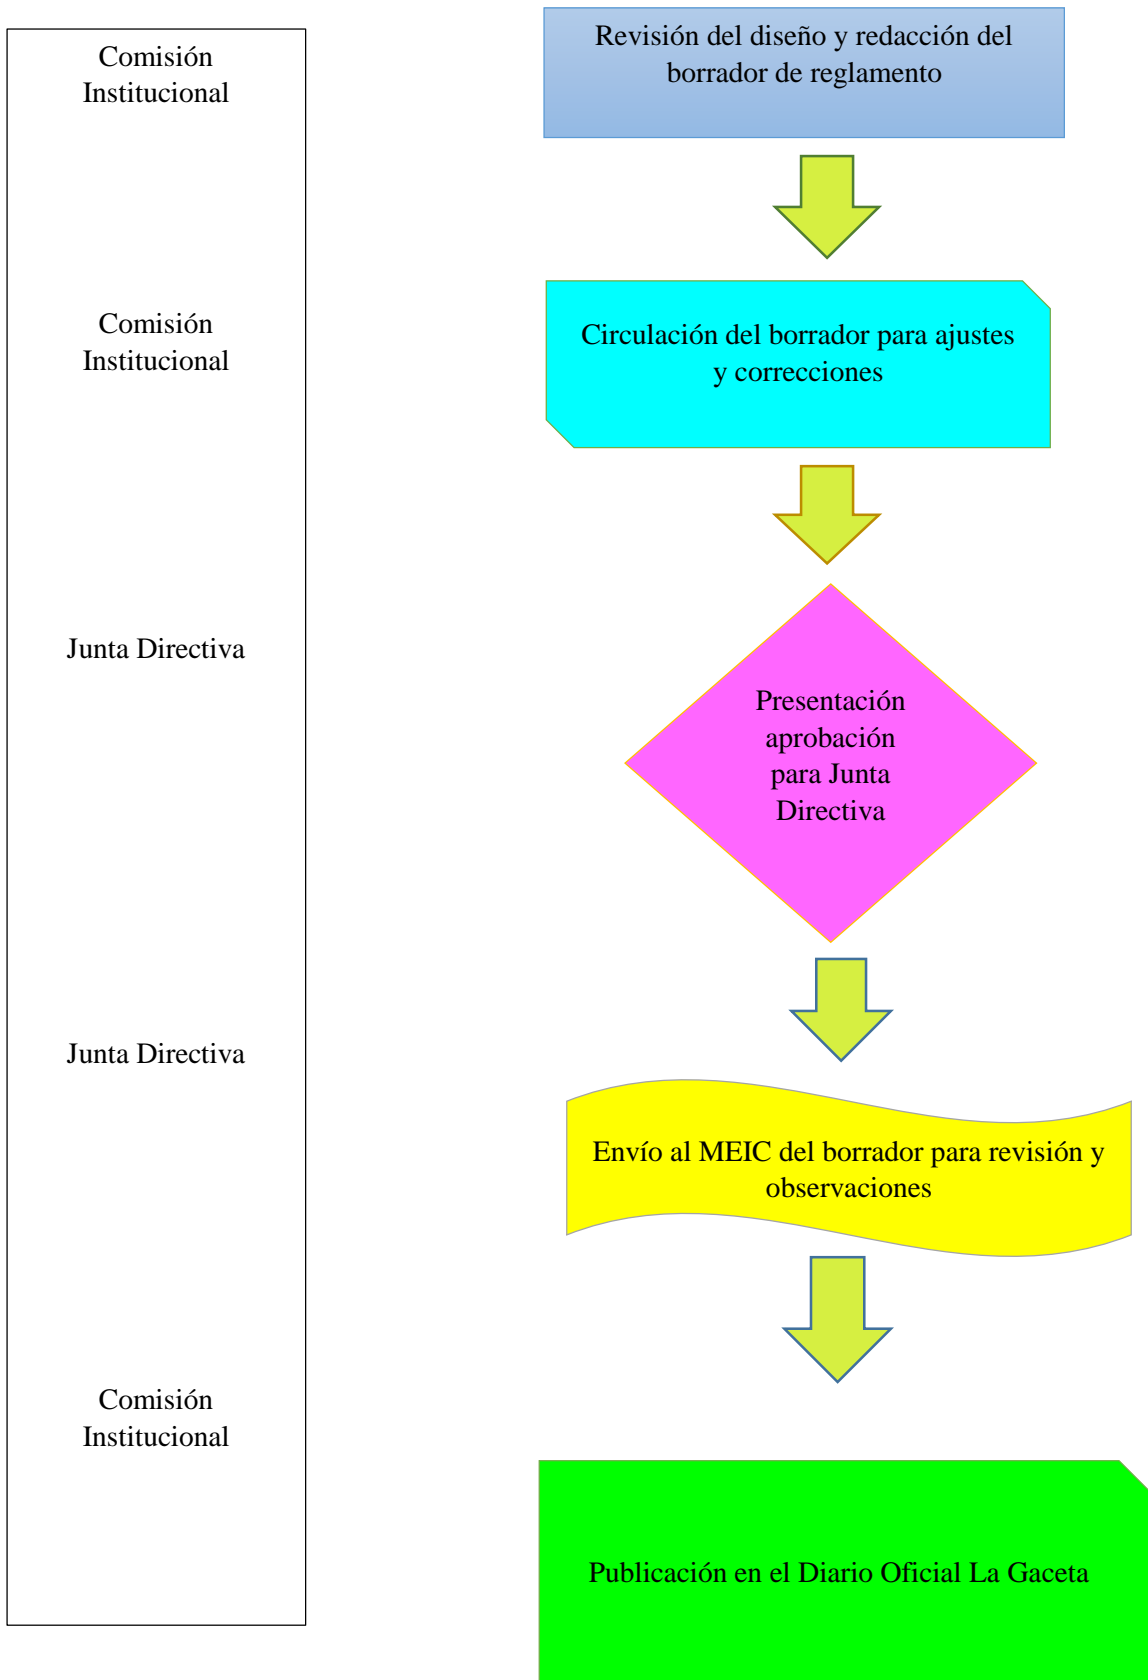 Comisión
Institucional
Revisión del diseño y redacción del
borrador de reglamento
Comisión
Institucional
Circulación del borrador para ajustes
y correcciones
Junta Directiva
Presentación
aprobación
para Junta
Directiva
Junta Directiva
Envío al MEIC del borrador para revisión y
observaciones
Comisión
Institucional
Publicación en el Diario Oficial La Gaceta